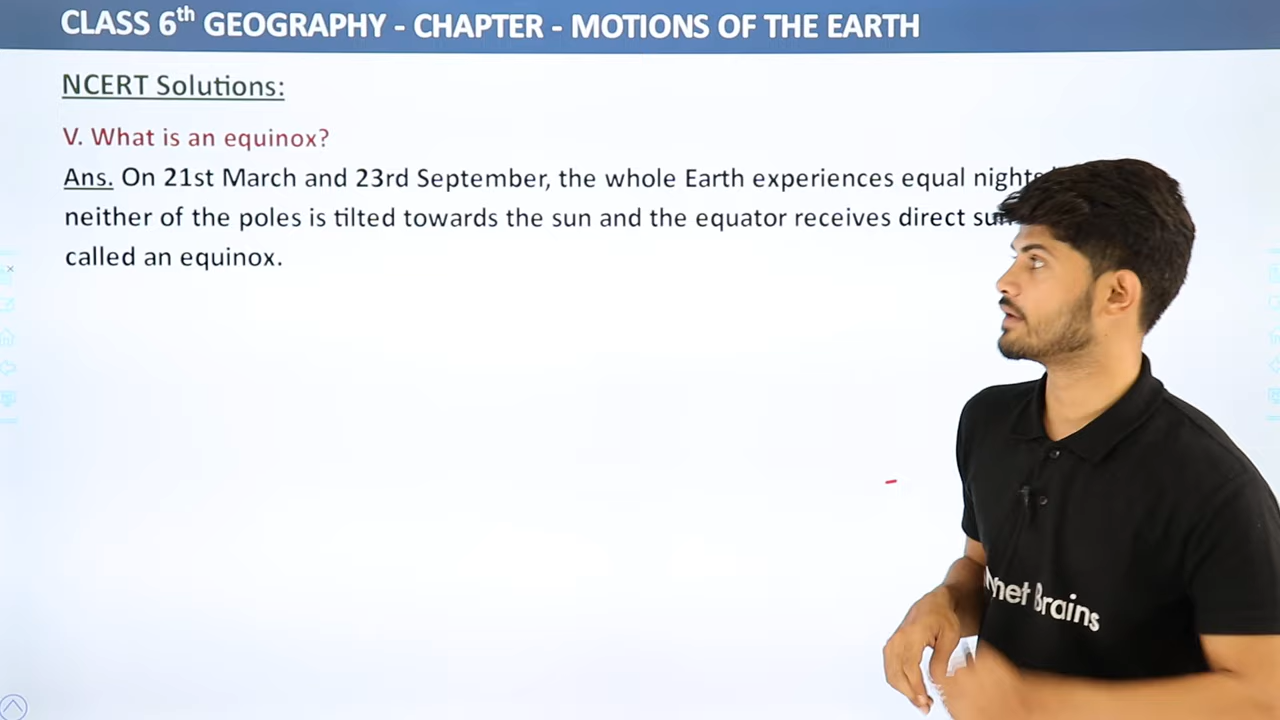 CLASS 6th GEOGRAPHY - CHAPTER - MOTIONS OF THE EARTH
NCERT Solutions:
V. What is an equinox?
Ans. On 21st March and 23rd September, the whole Earth experiences equal nights
neither of the poles is tilted towards the sun and the equator receives direct
called an equinox.
net Brains